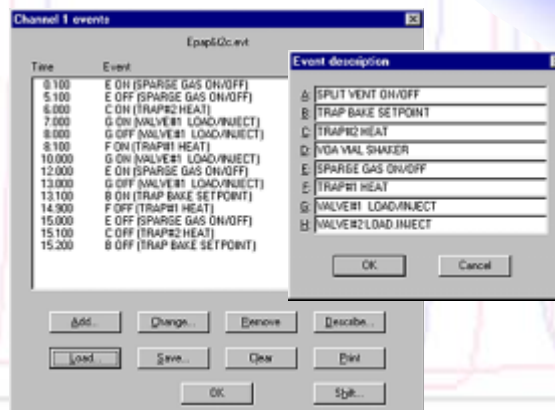 Channel 1 events
Epap&I2c.evt
Time Event
0.100 E ON (SPARGE GAS ON/OFF)
5.100 E OFF (SPARGE GAS ON/OFF)
6.000 C ON (TRAP#2 HEAT)
7.000 G ON (VALVE#1 LOAD/INJECT)
8.000 G OFF (VALVE#1 LOAD/INJECT)
8.100 F ON (TRAP#1 HEAT)
10.000 G ON (VALVE#1 LOAD/INJECT)
12.000 E ON (SPARGE GAS ON/OFF)
13.000 G OFF (VALVE#1 LOAD/INJECT)
13.100 B ON (TRAP BAKE SETPOINT)
14.900 F OFF (TRAP#1 HEAT)
15.000 E OFF (SPARGE GAS ON/OFF)
15.100 C OFF (TRAP#2 HEAT)
15.200 B OFF (TRAP BAKE SETPOINT)
Add... Change... Remove Describe...
Load... Save... Clear Print
OK Shift...
Event description
A: SPLIT VENT ON/OFF
B: TRAP BAKE SETPOINT
C: TRAP#2 HEAT
D: VOA VIAL SHAKER
E: SPARGE GAS ON/OFF
F: TRAP#1 HEAT
G: VALVE#1 LOAD/INJECT
H: VALVE#2 LOAD INJECT
OK Cancel